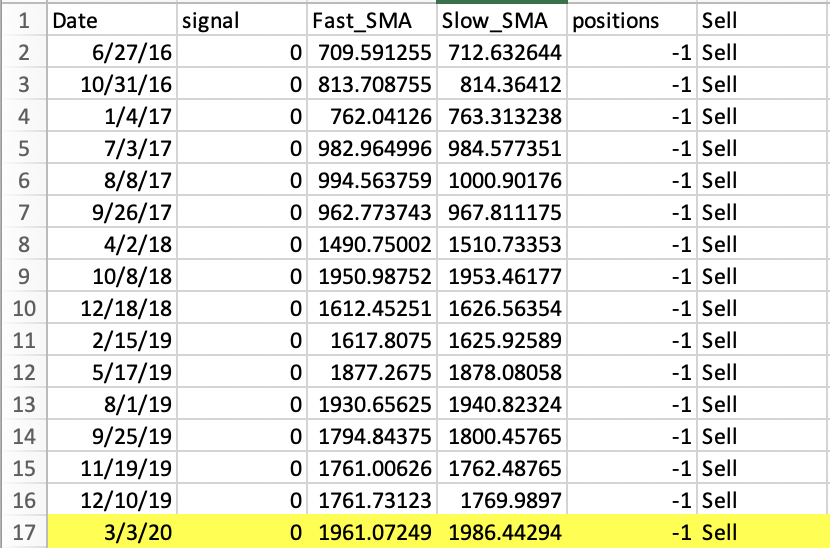 1 Date signal Fast_SMA Slow_SMA positions Sell
2 6/27/16 0 709.591255 712.632644 -1 Sell
3 10/31/16 0 813.708755 814.36412 -1 Sell
4 1/4/17 0 762.04126 763.313238 -1 Sell
5 7/3/17 0 982.964996 984.577351 -1 Sell
6 8/8/17 0 994.563759 1000.90176 -1 Sell
7 9/26/17 0 962.773743 967.811175 -1 Sell
8 4/2/18 0 1490.75002 1510.73353 -1 Sell
9 10/8/18 0 1950.98752 1953.46177 -1 Sell
10 12/18/18 0 1612.45251 1626.56354 -1 Sell
11 2/15/19 0 1617.8075 1625.92589 -1 Sell
12 5/17/19 0 1877.2675 1878.08058 -1 Sell
13 8/1/19 0 1930.65625 1940.82324 -1 Sell
14 9/25/19 0 1794.84375 1800.45765 -1 Sell
15 11/19/19 0 1761.00626 1762.48765 -1 Sell
16 12/10/19 0 1761.73123 1769.9897 -1 Sell
17 3/3/20 0 1961.07249 1986.44294 -1 Sell